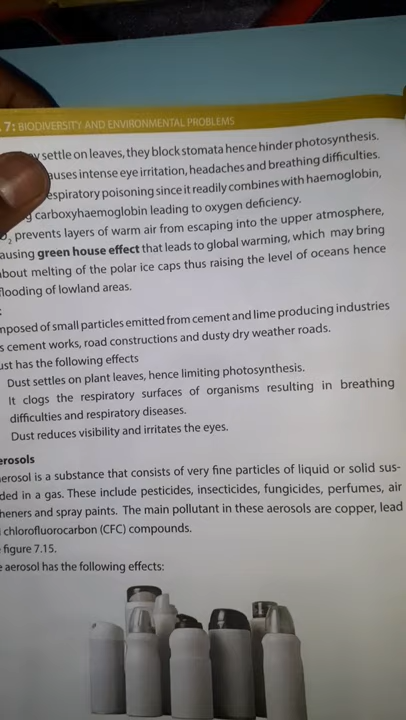 7: BIODIVERSITY AND ENVIRONMENTAL PROBLEMS
settle on leaves, they block stomata hence hinder photosynthesis.
auses intense eye irritation, headaches and breathing difficulties.
espiratory poisoning since it readily combines with haemoglobin,
g carboxyhaemoglobin leading to oxygen deficiency.
O₂ prevents layers of warm air from escaping into the upper atmosphere,
ausing green house effect that leads to global warming, which may bring
bout melting of the polar ice caps thus raising the level of oceans hence
looding of lowland areas.
mposed of small particles emitted from cement and lime producing industries
s cement works, road constructions and dusty dry weather roads.
ust has the following effects
Dust settles on plant leaves, hence limiting photosynthesis.
It clogs the respiratory surfaces of organisms resulting in breathing
difficulties and respiratory diseases.
Dust reduces visibility and irritates the eyes.
erosols
erosol is a substance that consists of very fine particles of liquid or solid sus-
ded in a gas. These include pesticides, insecticides, fungicides, perfumes, air
heners and spray paints. The main pollutant in these aerosols are copper, lead
chlorofluorocarbon (CFC) compounds.
figure 7.15.
e aerosol has the following effects: